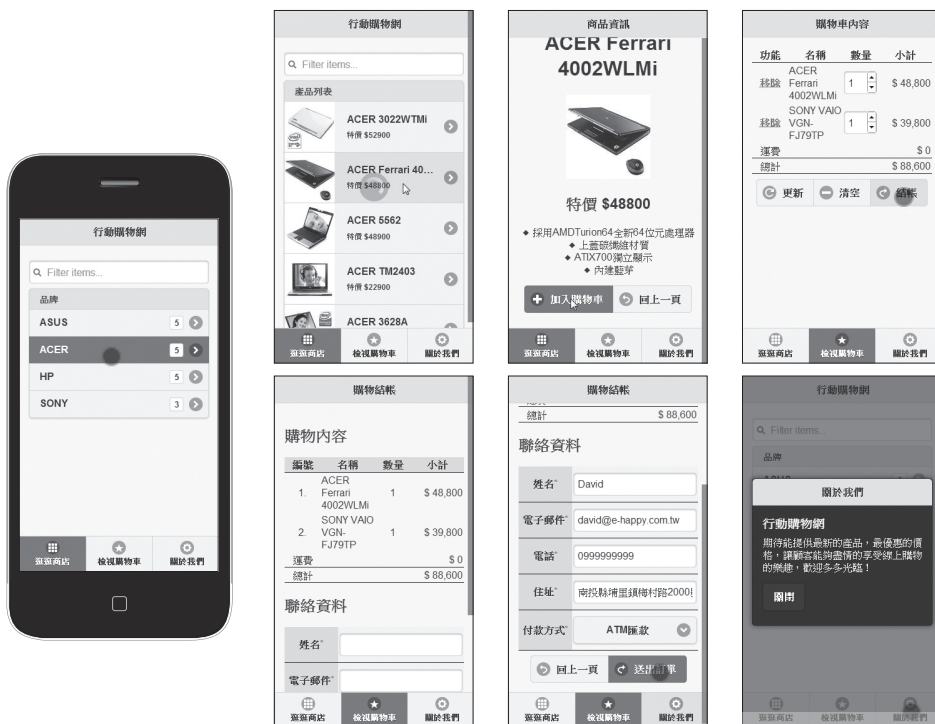 行動購物網
Filter items...
品牌
ASUS 5
ACER 5
HP 5
SONY 3
逛逛商店 檢視購物車 關於我們
行動購物網
Filter items...
產品列表
ACER 3022WTMi
特價 $52900
ACER Ferrari 40...
特價 $48800
ACER 5562
特價 $48900
ACER TM2403
特價 $22900
ACER 3628A
逛逛商店 檢視購物車 關於我們
商品資訊
ACER Ferrari
4002WLMi
特價 $48800
◆ 採用AMDTurion64全新64位元處理器
◆ 上蓋碳纖維材質
◆ ATIX700獨立顯示
◆ 內建藍芽
加入購物車 回上一頁
逛逛商店 檢視購物車 關於我們
購物車內容
功能 名稱 數量 小計
移除 ACER Ferrari 4002WLMi 1 $ 48,800
移除 SONY VAIO VGN-FJ79TP 1 $ 39,800
運費 $ 0
總計 $ 88,600
更新 清空 結帳
逛逛商店 檢視購物車 關於我們
購物結帳
購物內容
編號 名稱 數量 小計
1. ACER Ferrari 4002WLMi 1 $ 48,800
2. SONY VAIO VGN-FJ79TP 1 $ 39,800
運費 $ 0
總計 $ 88,600
聯絡資料
姓名*
電子郵件*
逛逛商店 檢視購物車 關於我們
購物結帳
總計 $ 88,600
聯絡資料
姓名* David
電子郵件* david@e-happy.com.tw
電話* 0999999999
住址* 南投縣埔里鎮梅村路2000
付款方式* ATM匯款
回上一頁 送出訂單
逛逛商店 檢視購物車 關於我們
行動購物網
Filter items...
品牌
關於我們
行動購物網
期待能提供最新的產品，最優惠的價
格，讓顧客能夠盡情的享受線上購物
的樂趣，歡迎多多光臨！
關閉
逛逛商店 檢視購物車 關於我們